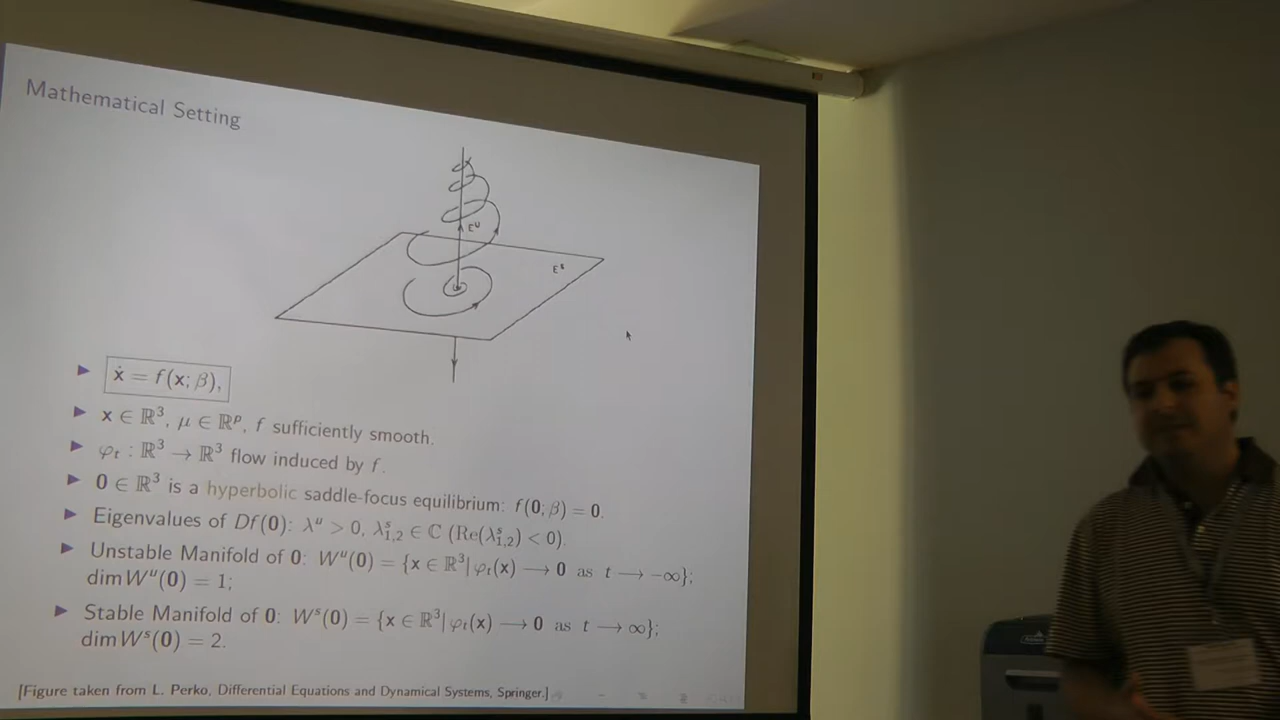 Mathematical Setting
E^u
E^s
ẋ = f(x; β),
x ∈ ℝ³, μ ∈ ℝ^p, f sufficiently smooth.
φ_t : ℝ³ → ℝ³ flow induced by f.
0 ∈ ℝ³ is a hyperbolic saddle-focus equilibrium: f(0; β) = 0.
Eigenvalues of Df(0): λ^u > 0, λ^s_{1,2} ∈ ℂ (Re(λ^s_{1,2}) < 0).
Unstable Manifold of 0: W^u(0) = {x ∈ ℝ³ | φ_t(x) ⟶ 0 as t ⟶ −∞};
dim W^u(0) = 1;
Stable Manifold of 0: W^s(0) = {x ∈ ℝ³ | φ_t(x) ⟶ 0 as t ⟶ ∞};
dim W^s(0) = 2.
[Figure taken from L. Perko, Differential Equations and Dynamical Systems, Springer.]